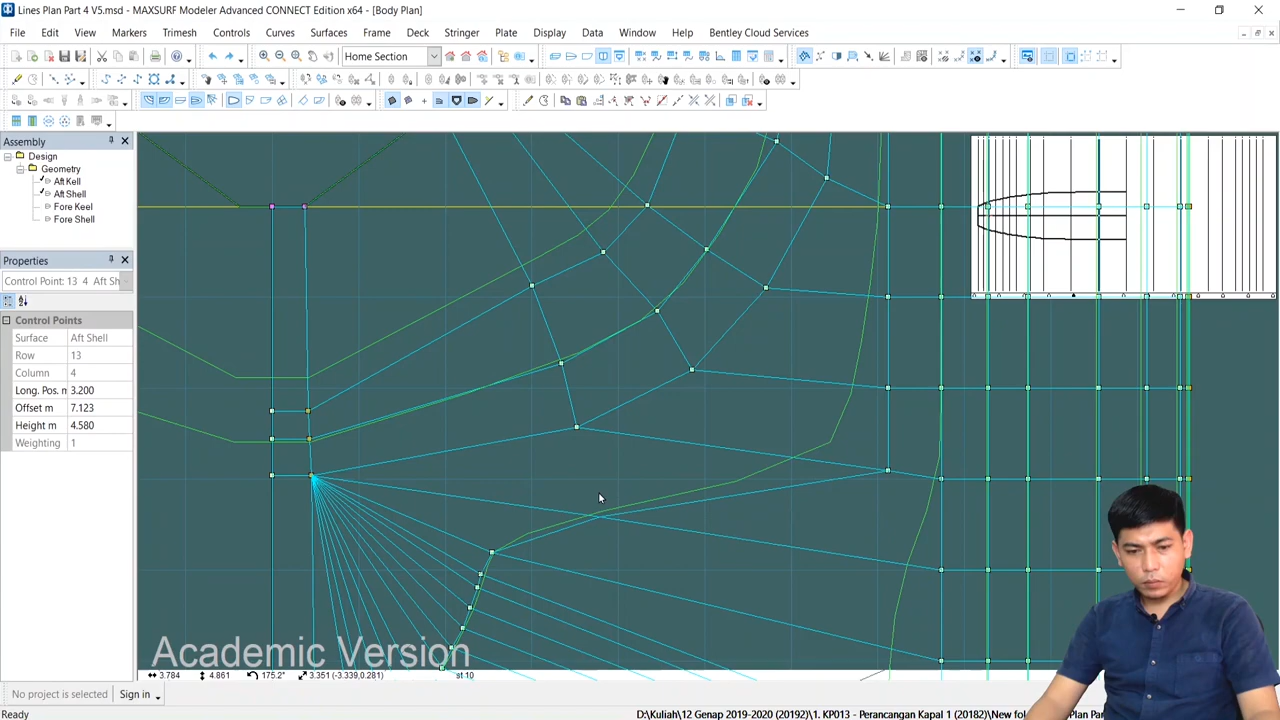 Lines Plan Part 4 V5.msd - MAXSURF Modeler Advanced CONNECT Edition x64 - [Body Plan]
File Edit View Markers Trimesh Controls Curves Surfaces Frame Deck Stringer Plate Display Data Window Help Bentley Cloud Services
Home Section
Assembly
Design
Geometry
Aft Kell
Aft Shell
Fore Keel
Fore Shell
Properties
Control Point: 13 4 Aft Sh
Control Points
Surface Aft Shell
Row 13
Column 4
Long. Pos. m 3.200
Offset m 7.123
Height m 4.580
Weighting 1
Academic Version
3.784 4.861 175.2° 3.351 (-3.339,0.281) st 10
No project is selected Sign in
Ready D:\Kuliah\12 Genap 2019-2020 (20192)\1. KP013 - Perancangan Kapal 1 (20182)\New fol Plan Par